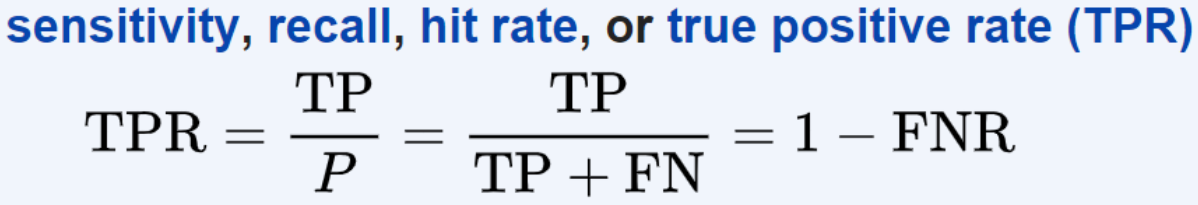 sensitivity, recall, hit rate, or true positive rate (TPR)
TPR = TP/P = TP/(TP + FN) = 1 − FNR